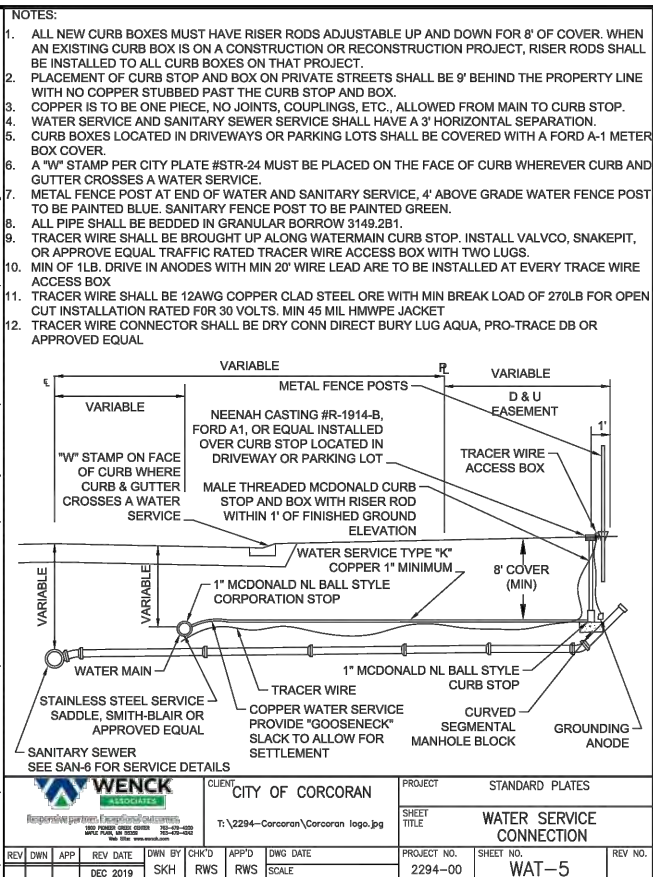 NOTES:
1. ALL NEW CURB BOXES MUST HAVE RISER RODS ADJUSTABLE UP AND DOWN FOR 8' OF COVER. WHEN
AN EXISTING CURB BOX IS ON A CONSTRUCTION OR RECONSTRUCTION PROJECT, RISER RODS SHALL
BE INSTALLED TO ALL CURB BOXES ON THAT PROJECT.
2. PLACEMENT OF CURB STOP AND BOX ON PRIVATE STREETS SHALL BE 9' BEHIND THE PROPERTY LINE
WITH NO COPPER STUBBED PAST THE CURB STOP AND BOX.
3. COPPER IS TO BE ONE PIECE, NO JOINTS, COUPLINGS, ETC., ALLOWED FROM MAIN TO CURB STOP.
4. WATER SERVICE AND SANITARY SEWER SERVICE SHALL HAVE A 3' HORIZONTAL SEPARATION.
5. CURB BOXES LOCATED IN DRIVEWAYS OR PARKING LOTS SHALL BE COVERED WITH A FORD A-1 METER
BOX COVER.
6. A "W" STAMP PER CITY PLATE #STR-24 MUST BE PLACED ON THE FACE OF CURB WHEREVER CURB AND
GUTTER CROSSES A WATER SERVICE.
7. METAL FENCE POST AT END OF WATER AND SANITARY SERVICE, 4' ABOVE GRADE WATER FENCE POST
TO BE PAINTED BLUE. SANITARY FENCE POST TO BE PAINTED GREEN.
8. ALL PIPE SHALL BE BEDDED IN GRANULAR BORROW 3149.2B1.
9. TRACER WIRE SHALL BE BROUGHT UP ALONG WATERMAIN CURB STOP. INSTALL VALVCO, SNAKEPIT,
OR APPROVE EQUAL TRAFFIC RATED TRACER WIRE ACCESS BOX WITH TWO LUGS.
10. MIN OF 1LB. DRIVE IN ANODES WITH MIN 20' WIRE LEAD ARE TO BE INSTALLED AT EVERY TRACE WIRE
ACCESS BOX
11. TRACER WIRE SHALL BE 12AWG COPPER CLAD STEEL ORE WITH MIN BREAK LOAD OF 270LB FOR OPEN
CUT INSTALLATION RATED F0R 30 VOLTS. MIN 45 MIL HMWPE JACKET
12. TRACER WIRE CONNECTOR SHALL BE DRY CONN DIRECT BURY LUG AQUA, PRO-TRACE DB OR
APPROVED EQUAL
VARIABLE
VARIABLE
METAL FENCE POSTS
D & U
EASEMENT
VARIABLE
1'
NEENAH CASTING #R-1914-B,
FORD A1, OR EQUAL INSTALLED
OVER CURB STOP LOCATED IN
DRIVEWAY OR PARKING LOT
TRACER WIRE
ACCESS BOX
"W" STAMP ON FACE
OF CURB WHERE
CURB & GUTTER
CROSSES A WATER
SERVICE
MALE THREADED MCDONALD CURB
STOP AND BOX WITH RISER ROD
WITHIN 1' OF FINISHED GROUND
ELEVATION
WATER SERVICE TYPE "K"
COPPER 1" MINIMUM
8' COVER
(MIN)
VARIABLE
VARIABLE
1" MCDONALD NL BALL STYLE
CORPORATION STOP
WATER MAIN
TRACER WIRE
1" MCDONALD NL BALL STYLE
CURB STOP
STAINLESS STEEL SERVICE
SADDLE, SMITH-BLAIR OR
APPROVED EQUAL
COPPER WATER SERVICE
PROVIDE "GOOSENECK"
SLACK TO ALLOW FOR
SETTLEMENT
CURVED
SEGMENTAL
MANHOLE BLOCK
GROUNDING
ANODE
SANITARY SEWER
SEE SAN-6 FOR SERVICE DETAILS
WENCK
ASSOCIATES
Responsive partner. Exceptional outcomes.
CLIENT
CITY OF CORCORAN
T:\2294-Corcoran\Corcoran logo.jpg
PROJECT
STANDARD PLATES
SHEET
TITLE
WATER SERVICE
CONNECTION
REV DWN APP REV DATE
DEC 2019
DWN BY CHK'D APP'D DWG DATE
SKH RWS RWS SCALE
PROJECT NO. SHEET NO. REV NO.
2294-00 WAT-5